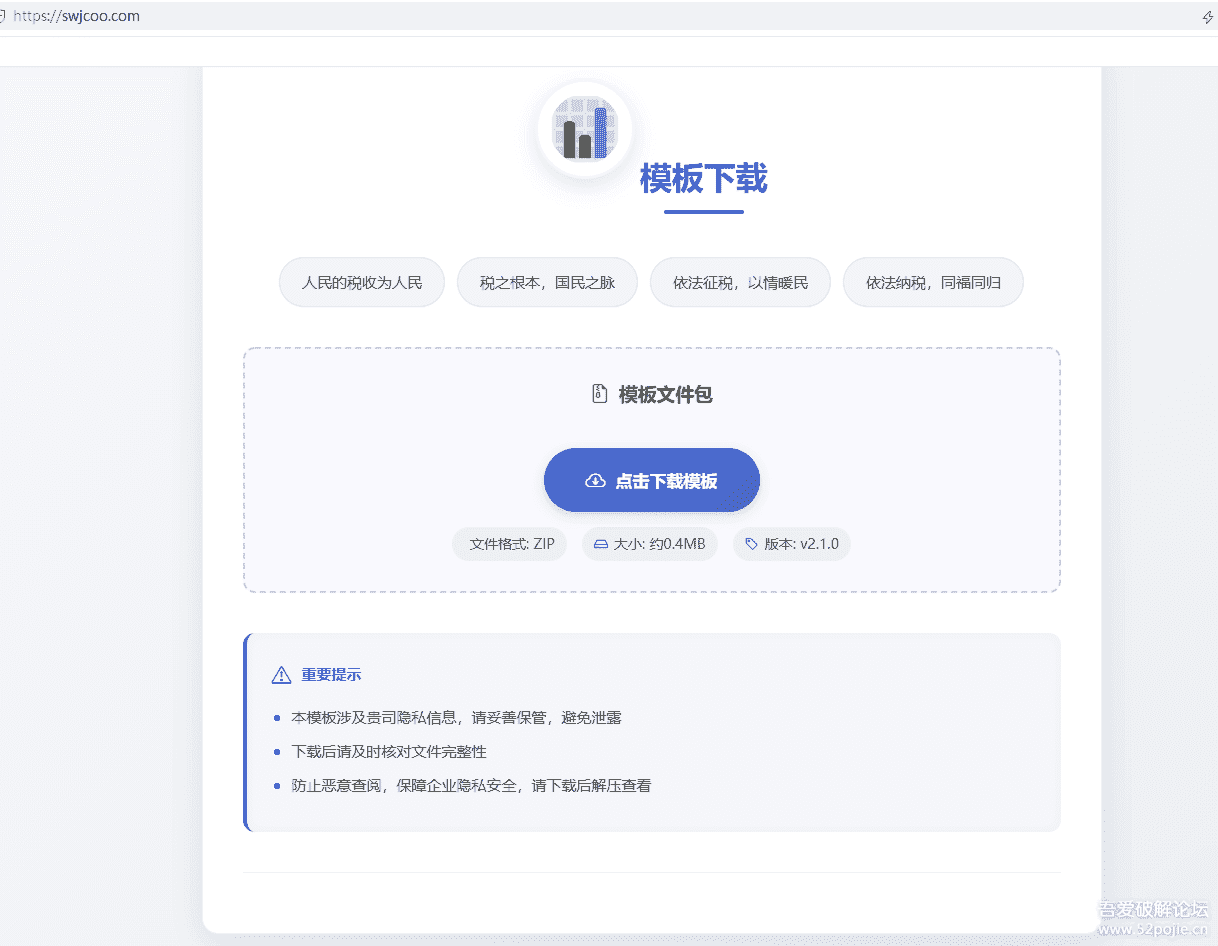 https://swjcoo.com
模板下载
人民的税收为人民
税之根本，国民之脉
依法征税，以情暖民
依法纳税，同福同归
模板文件包
点击下载模板
文件格式: ZIP
大小: 约0.4MB
版本: v2.1.0
重要提示
本模板涉及贵司隐私信息，请妥善保管，避免泄露
下载后请及时核对文件完整性
防止恶意查阅，保障企业隐私安全，请下载后解压查看
吾爱破解论坛
www.52pojie.cn